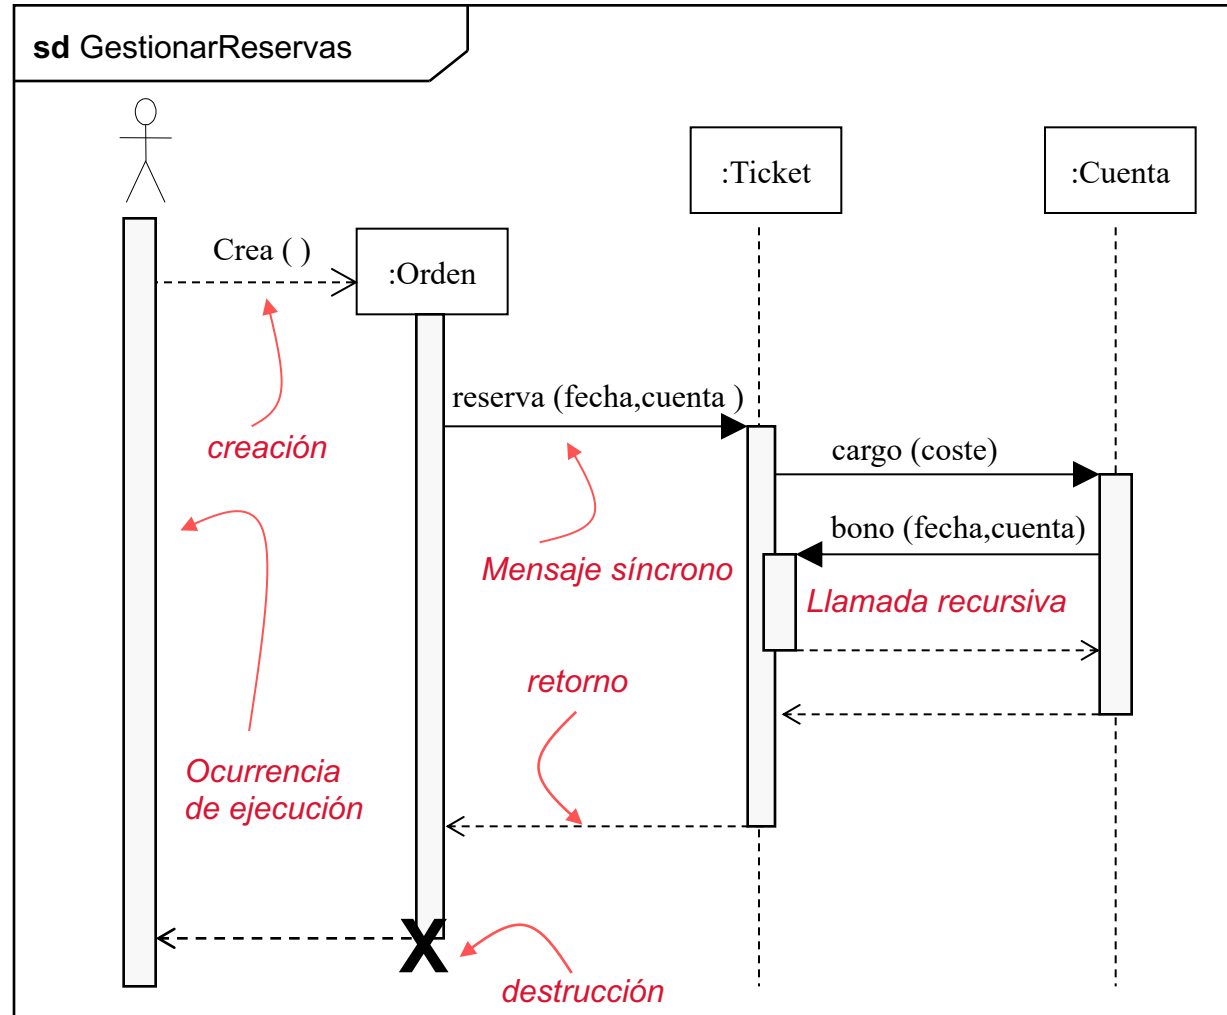 sd GestionarReservas
:Ticket
:Cuenta
Crea ( )
:Orden
reserva (fecha,cuenta )
creación
cargo (coste)
bono (fecha,cuenta)
Mensaje síncrono
Llamada recursiva
retorno
Ocurrencia
de ejecución
X
destrucción